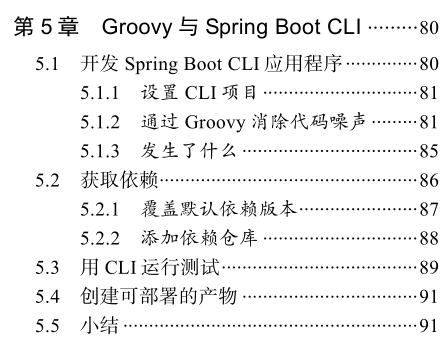 第 5 章 Groovy 与 Spring Boot CLI ·········80
5.1 开发 Spring Boot CLI 应用程序·············80
5.1.1 设置 CLI 项目····························81
5.1.2 通过 Groovy 消除代码噪声·········81
5.1.3 发生了什么·······························85
5.2 获取依赖··············································86
5.2.1 覆盖默认依赖版本·····················87
5.2.2 添加依赖仓库····························88
5.3 用 CLI 运行测试···································89
5.4 创建可部署的产物································91
5.5 小结····················································91